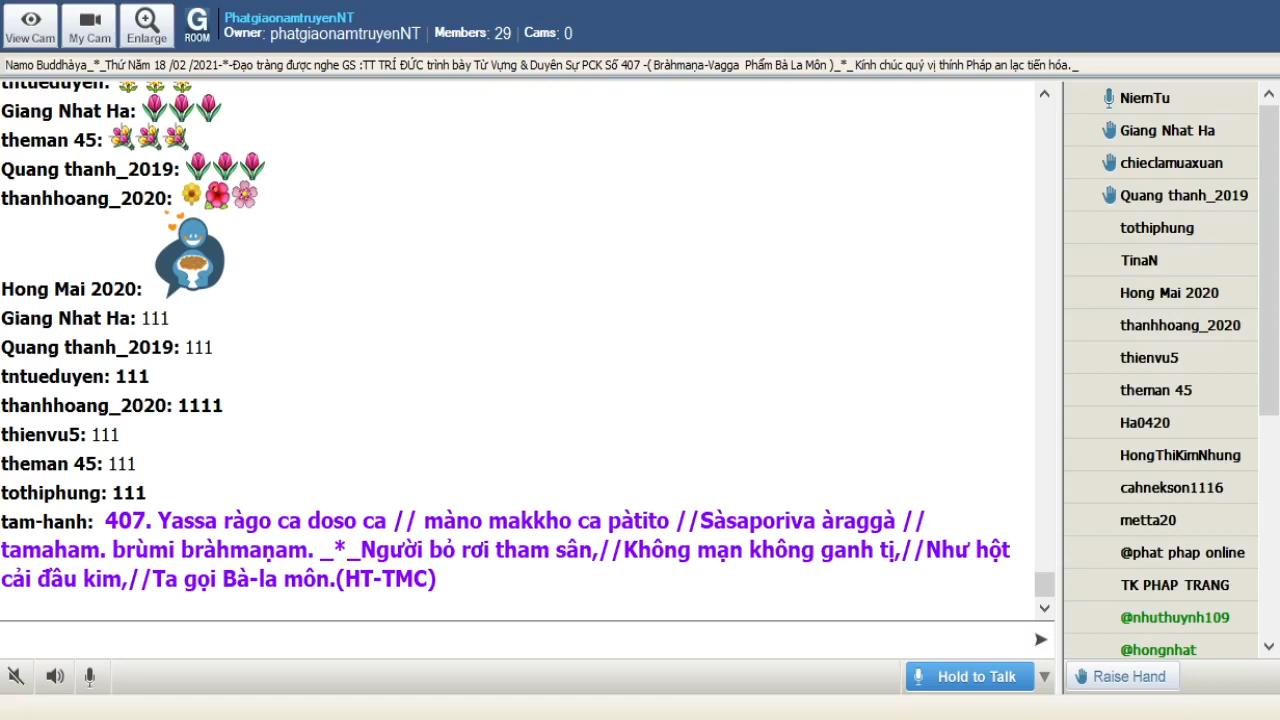 View Cam
My Cam
Enlarge
G
ROOM
PhatgiaonamtruyenNT
Owner: phatgiaonamtruyenNT | Members: 29 | Cams: 0
Namo Buddhàya_*_Thứ Năm 18 /02 /2021-*-Đạo tràng được nghe GS :TT TRÍ ĐỨC trình bày Từ Vựng & Duyên Sự PCK Số 407 -( Bràhmaṇa-Vagga Phẩm Bà La Môn )_*_ Kính chúc quý vị thính Pháp an lạc tiến hóa._
tntueduyen:
Giang Nhat Ha:
theman 45:
Quang thanh_2019:
thanhhoang_2020:
Hong Mai 2020:
Giang Nhat Ha: 111
Quang thanh_2019: 111
tntueduyen: 111
thanhhoang_2020: 1111
thienvu5: 111
theman 45: 111
tothiphung: 111
tam-hanh: 407. Yassa ràgo ca doso ca // màno makkho ca pàtito //Sàsaporiva àraggà //
tamaham. brùmi bràhmaṇam. _*_Người bỏ rơi tham sân,//Không mạn không ganh tị,//Như hột
cải đầu kim,//Ta gọi Bà-la môn.(HT-TMC)
Hold to Talk
NiemTu
Giang Nhat Ha
chieclamuaxuan
Quang thanh_2019
tothiphung
TinaN
Hong Mai 2020
thanhhoang_2020
thienvu5
theman 45
Ha0420
HongThiKimNhung
cahnekson1116
metta20
@phat phap online
TK PHAP TRANG
@nhuthuynh109
@hongnhat
Raise Hand